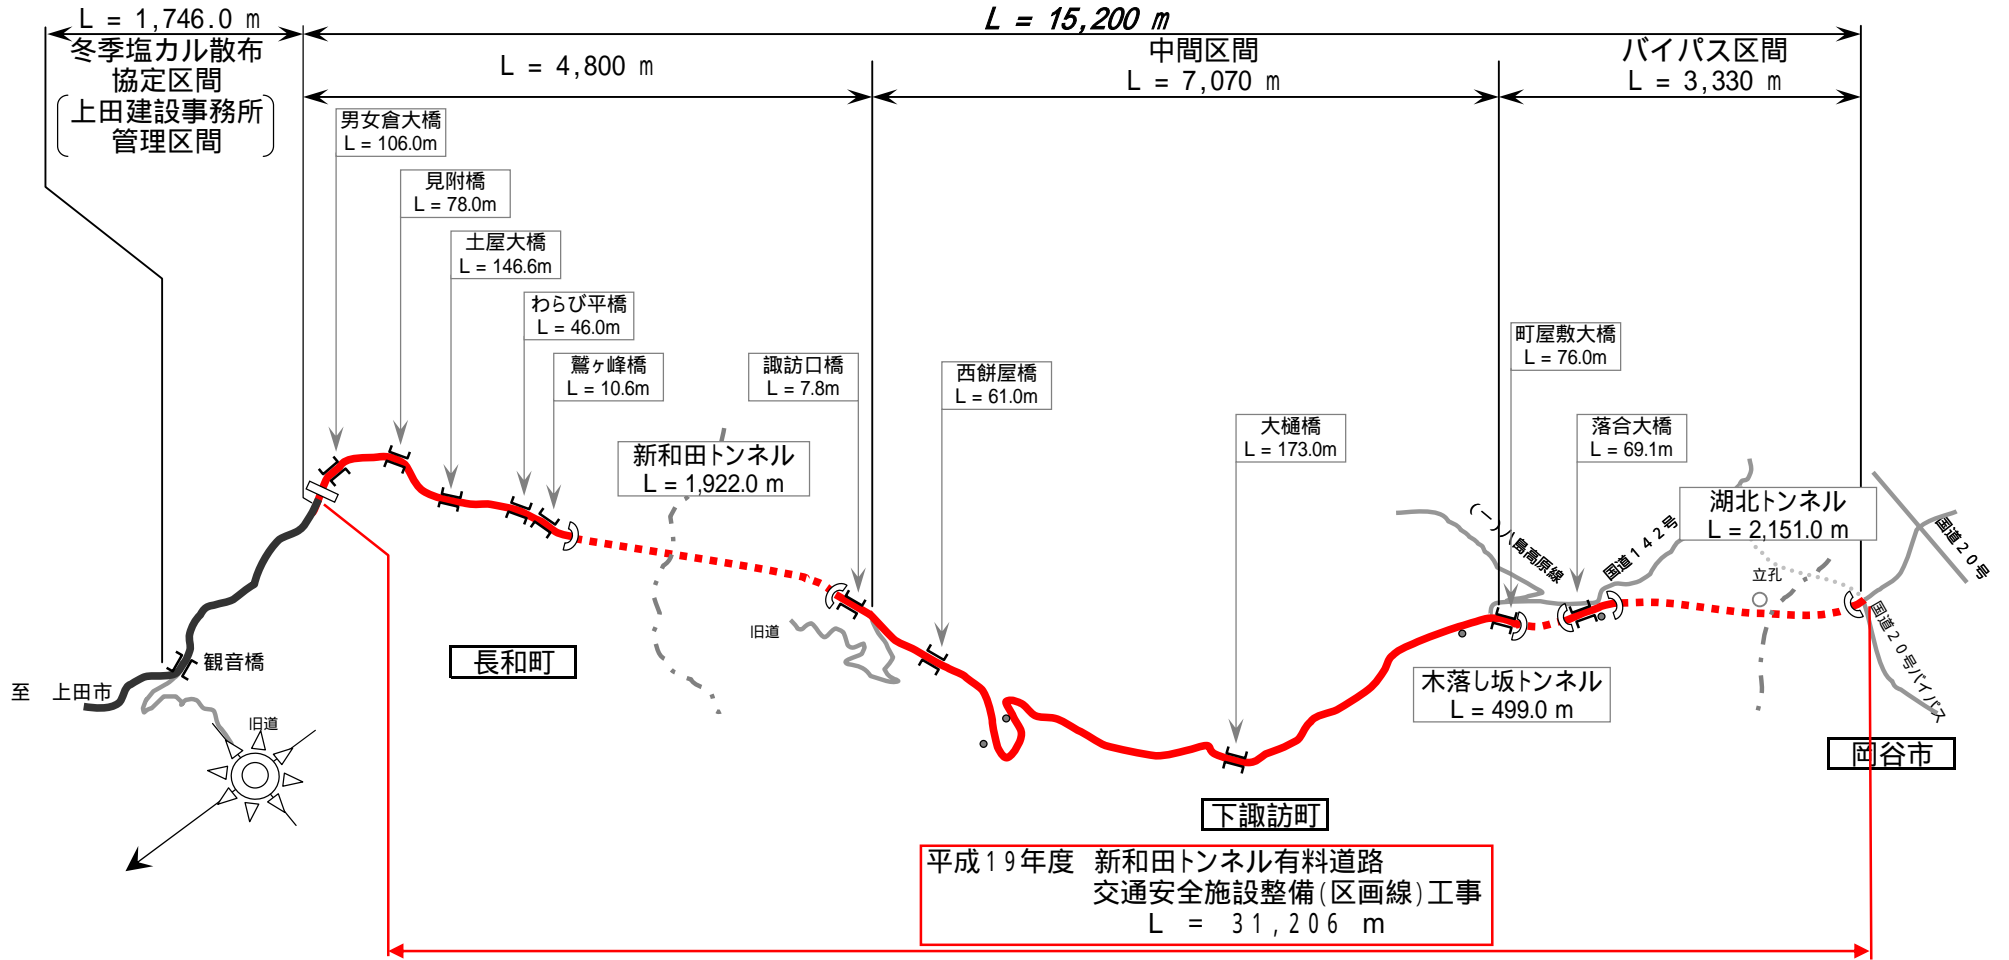 L = 1,746.0 m
冬季塩カル散布
協定区間
上田建設事務所
管理区間
L = 15,200 m
L = 4,800 m
中間区間
L = 7,070 m
バイパス区間
L = 3,330 m
男女倉大橋
L = 106.0m
見附橋
L = 78.0m
土屋大橋
L = 146.6m
わらび平橋
L = 46.0m
鷲ヶ峰橋
L = 10.6m
新和田トンネル
L = 1,922.0 m
諏訪口橋
L = 7.8m
西餅屋橋
L = 61.0m
大樋橋
L = 173.0m
町屋敷大橋
L = 76.0m
落合大橋
L = 69.1m
湖北トンネル
L = 2,151.0 m
(一)八島高原線
国道142号
国道20号
立孔
国道20号バイパス
旧道
観音橋
至 上田市
旧道
長和町
木落し坂トンネル
L = 499.0 m
岡谷市
下諏訪町
平成19年度 新和田トンネル有料道路
交通安全施設整備(区画線)工事
L = 31,206 m